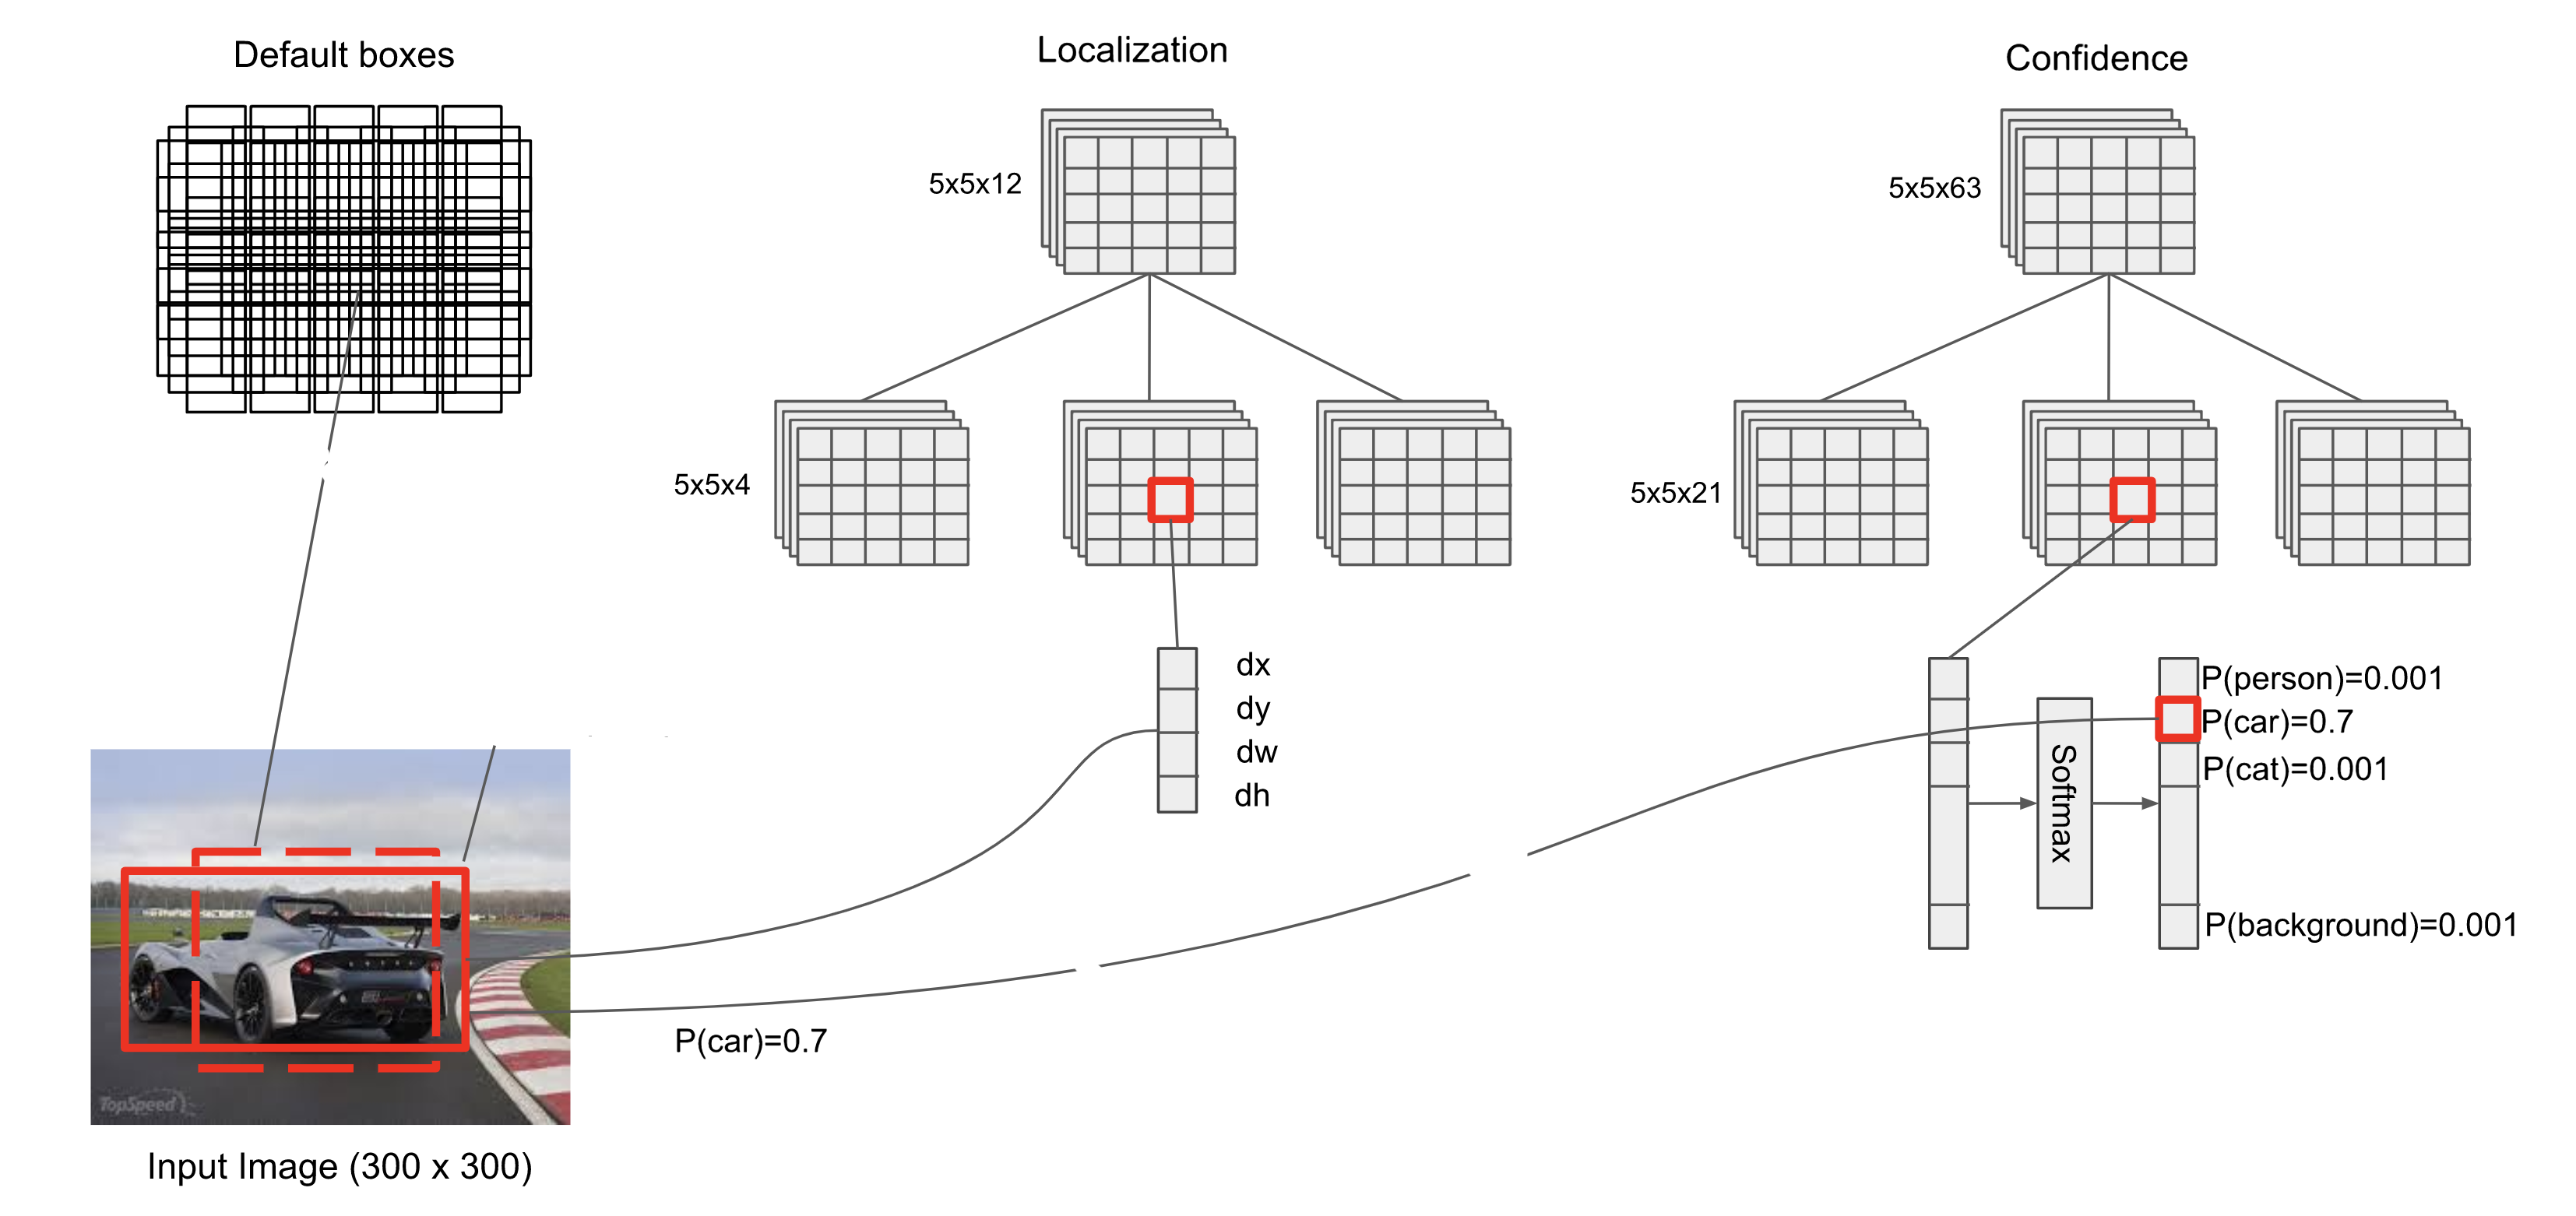 Default boxes
Localization
Confidence
5x5x12
5x5x63
5x5x4
5x5x21
dx
dy
dw
dh
P(person)=0.001
P(car)=0.7
P(cat)=0.001
Softmax
P(background)=0.001
P(car)=0.7
TopSpeed
Input Image (300 x 300)